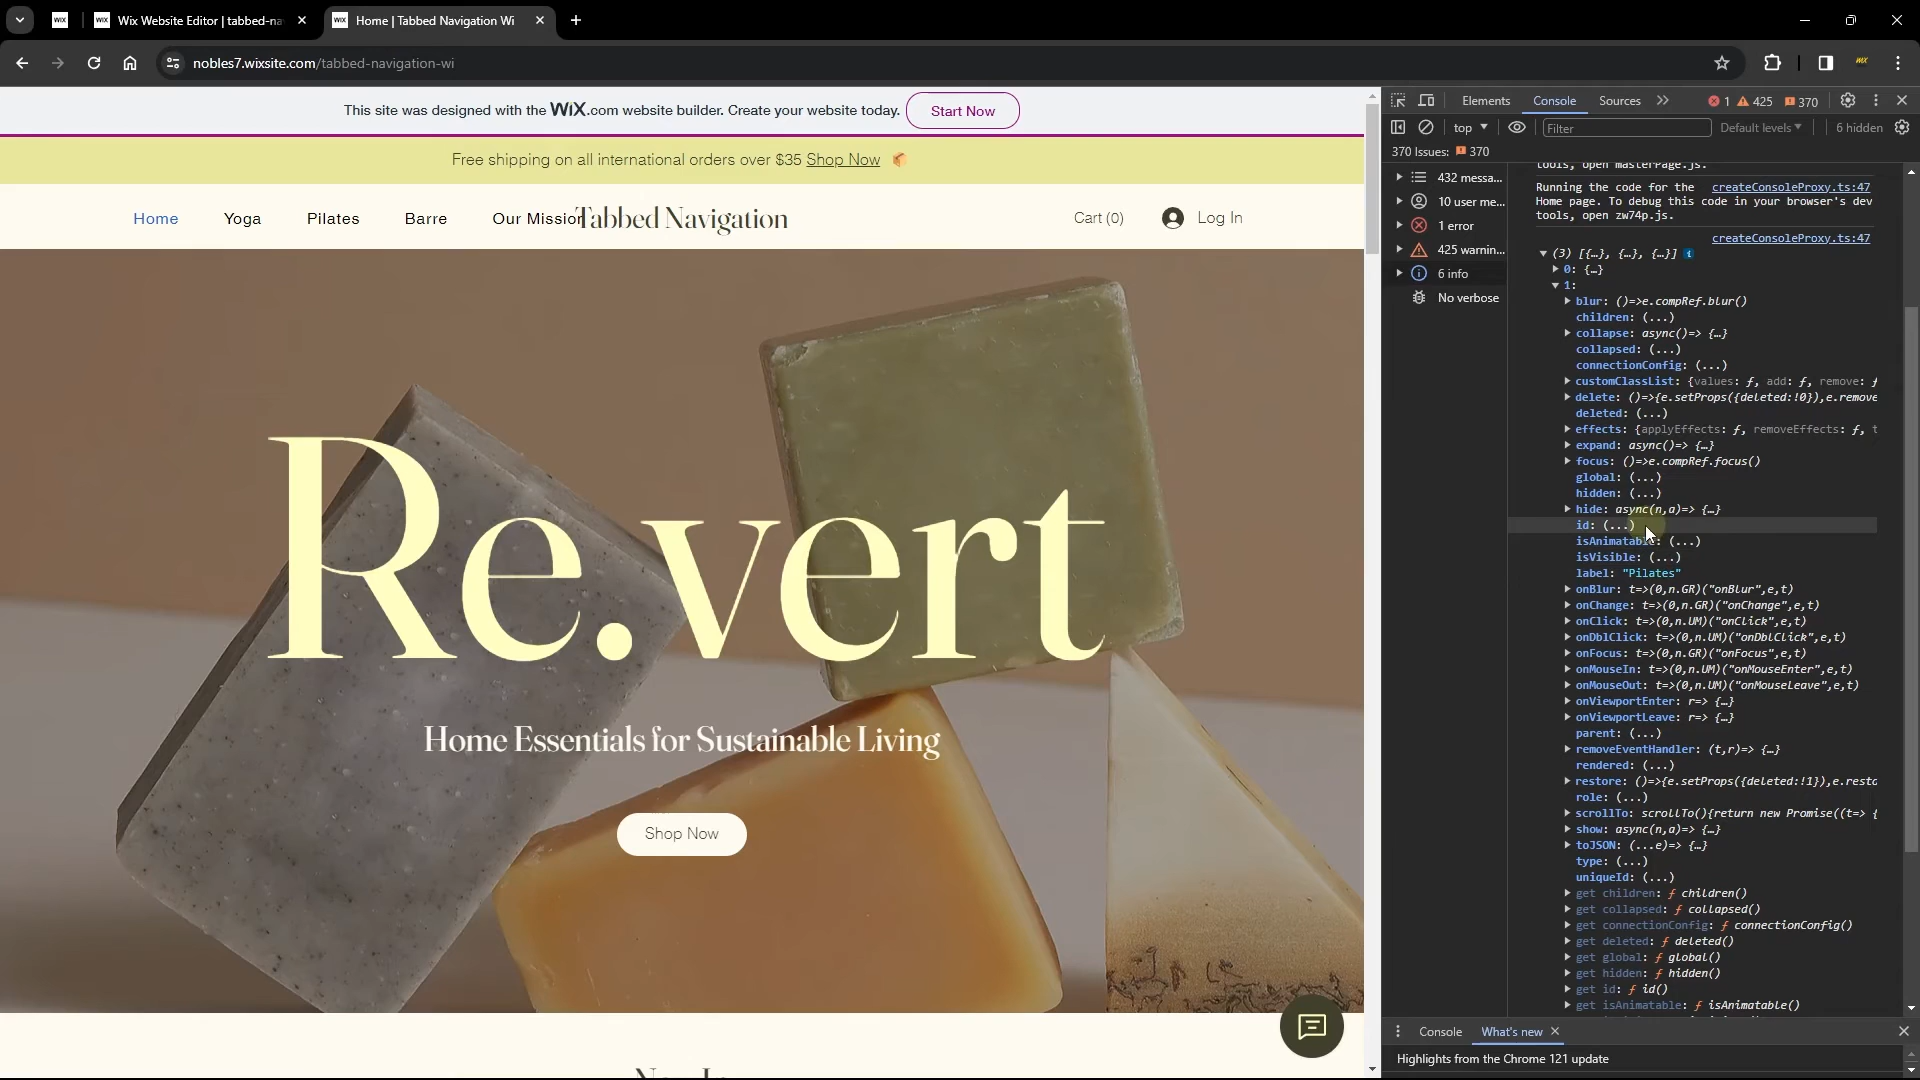 Wix Website Editor | tabbed-na
Home | Tabbed Navigation Wi
nobles7.wixsite.com/tabbed-navigation-wi
This site was designed with the WiX.com website builder. Create your website today. Start Now
Free shipping on all international orders over $35 Shop Now
Home Yoga Pilates Barre Our Mission Tabbed Navigation Cart (0) Log In
Re.vert
Home Essentials for Sustainable Living
Shop Now
Elements Console Sources 1 425 370
top Filter Default levels 6 hidden
370 Issues: 370
432 messa...
10 user me...
1 error
425 warnin...
6 info
No verbose
tools, open masterPage.js.
Running the code for the createConsoleProxy.ts:47
Home page. To debug this code in your browser's dev
tools, open zw74p.js.
createConsoleProxy.ts:47
(3) [{…}, {…}, {…}]
0: {…}
1:
blur: ()=>e.compRef.blur()
children: (...)
collapse: async()=> {…}
collapsed: (...)
connectionConfig: (...)
customClassList: {values: ƒ, add: ƒ, remove: ƒ
delete: ()=>{e.setProps({deleted:!0}),e.remove
deleted: (...)
effects: {applyEffects: ƒ, removeEffects: ƒ, t
expand: async()=> {…}
focus: ()=>e.compRef.focus()
global: (...)
hidden: (...)
hide: async(n,a)=> {…}
id: (...)
isAnimatable: (...)
isVisible: (...)
label: "Pilates"
onBlur: t=>(0,n.GR)("onBlur",e,t)
onChange: t=>(0,n.GR)("onChange",e,t)
onClick: t=>(0,n.UM)("onClick",e,t)
onDblClick: t=>(0,n.UM)("onDblClick",e,t)
onFocus: t=>(0,n.GR)("onFocus",e,t)
onMouseIn: t=>(0,n.UM)("onMouseEnter",e,t)
onMouseOut: t=>(0,n.UM)("onMouseLeave",e,t)
onViewportEnter: r=> {…}
onViewportLeave: r=> {…}
parent: (...)
removeEventHandler: (t,r)=> {…}
rendered: (...)
restore: ()=>{e.setProps({deleted:!1}),e.resto
role: (...)
scrollTo: scrollTo(){return new Promise((t=> {
show: async(n,a)=> {…}
toJSON: (...e)=> {…}
type: (...)
uniqueId: (...)
get children: ƒ children()
get collapsed: ƒ collapsed()
get connectionConfig: ƒ connectionConfig()
get deleted: ƒ deleted()
get global: ƒ global()
get hidden: ƒ hidden()
get id: ƒ id()
get isAnimatable: ƒ isAnimatable()
Console What's new
Highlights from the Chrome 121 update